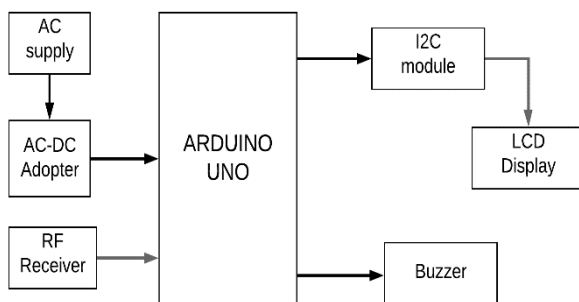 AC
supply
AC-DC
Adopter
RF
Receiver
ARDUINO
UNO
I2C
module
LCD
Display
Buzzer